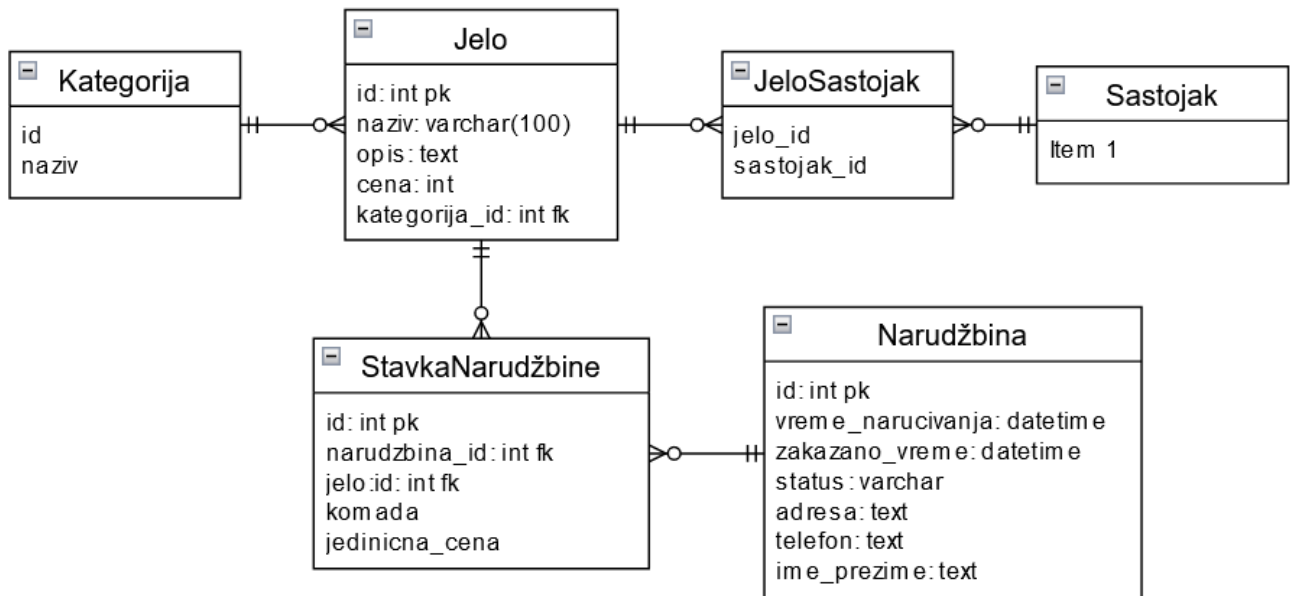 Kategorija
id
naziv
Jelo
id: int pk
naziv: varchar(100)
opis: text
cena: int
kategorija_id: int fk
JeloSastojak
jelo_id
sastojak_id
Sastojak
Item 1
StavkaNarudžbine
id: int pk
narudzbina_id: int fk
jelo:id: int fk
komada
jedinicna_cena
Narudžbina
id: int pk
vreme_narucivanja: datetime
zakazano_vreme: datetime
status: varchar
adresa: text
telefon: text
ime_prezime: text